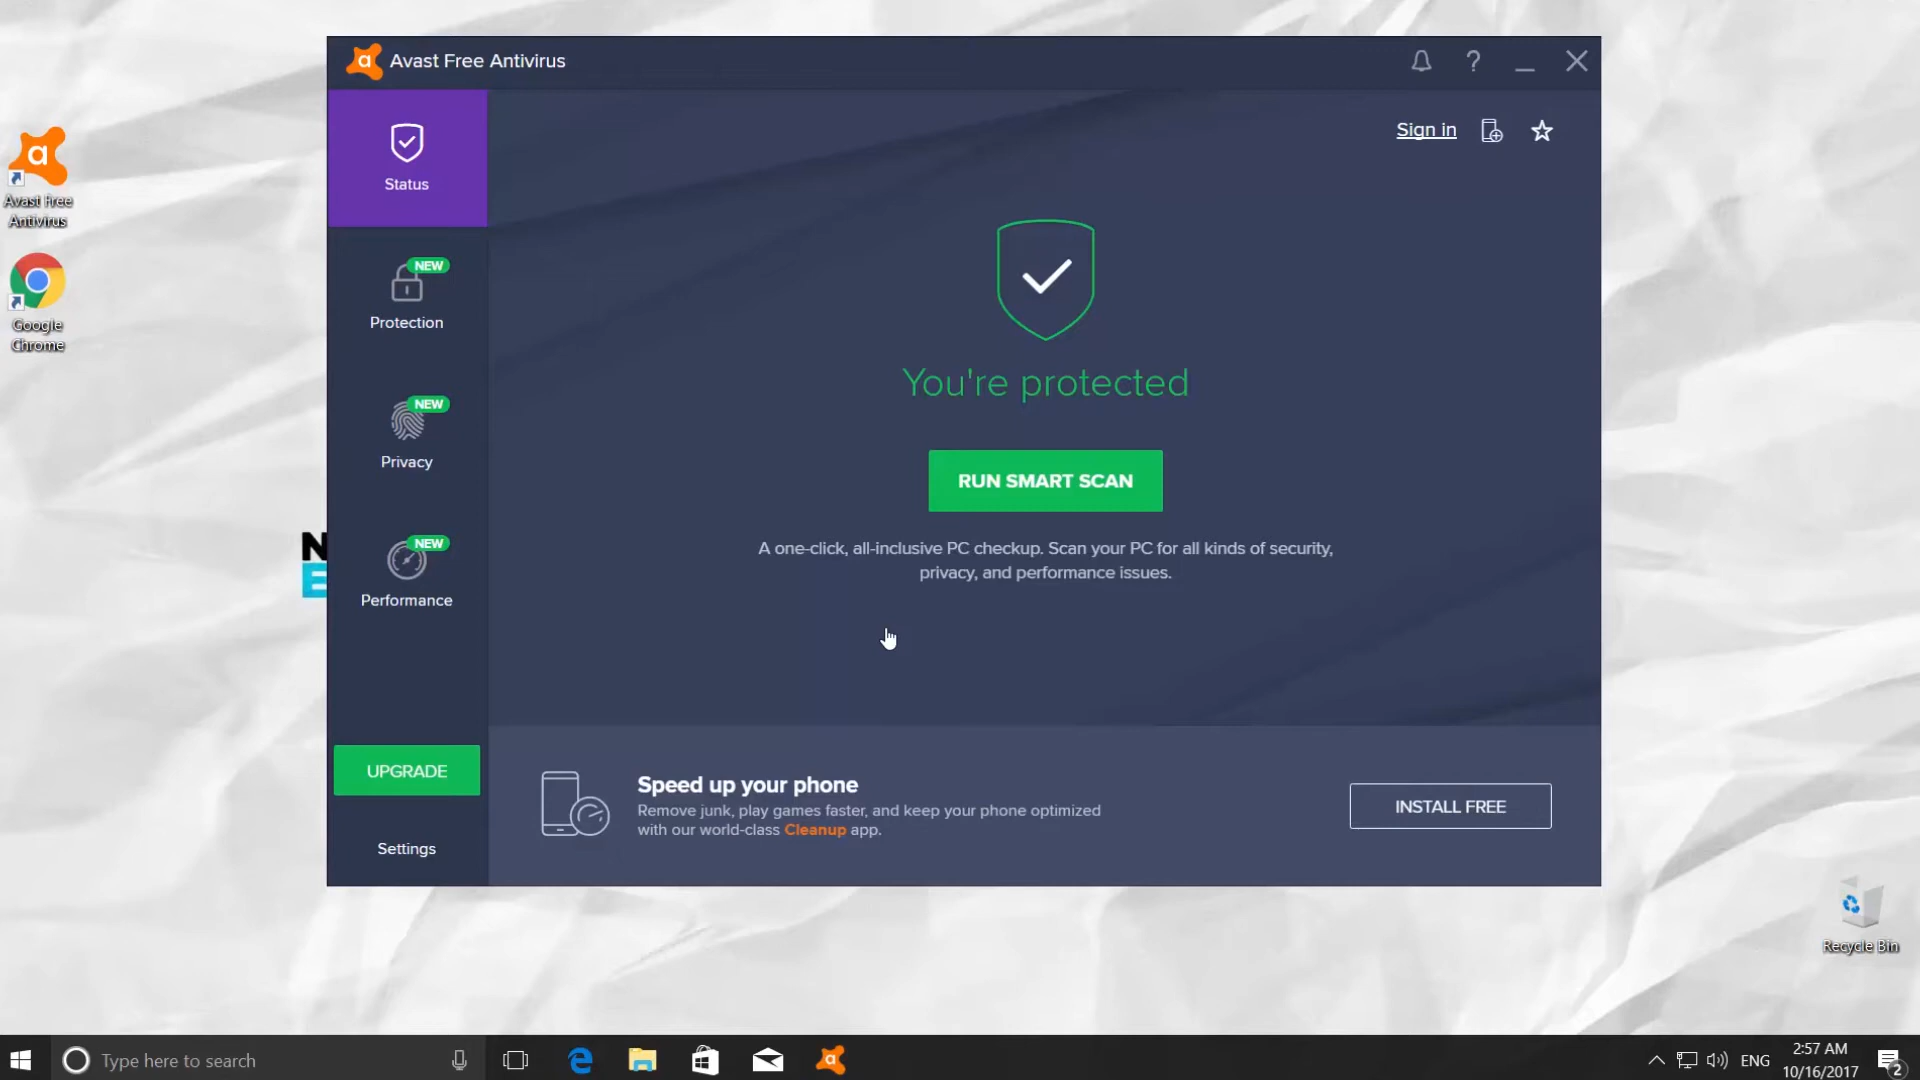 Avast Free Antivirus
Sign in
Status
NEW
Protection
NEW
Privacy
NEW
Performance
You're protected
RUN SMART SCAN
A one-click, all-inclusive PC checkup. Scan your PC for all kinds of security,
privacy, and performance issues.
UPGRADE
Settings
Speed up your phone
Remove junk, play games faster, and keep your phone optimized
with our world-class Cleanup app.
INSTALL FREE
Avast Free
Antivirus
Google
Chrome
N
E
Recycle Bin
Type here to search
ENG
2:57 AM
10/16/2017
2